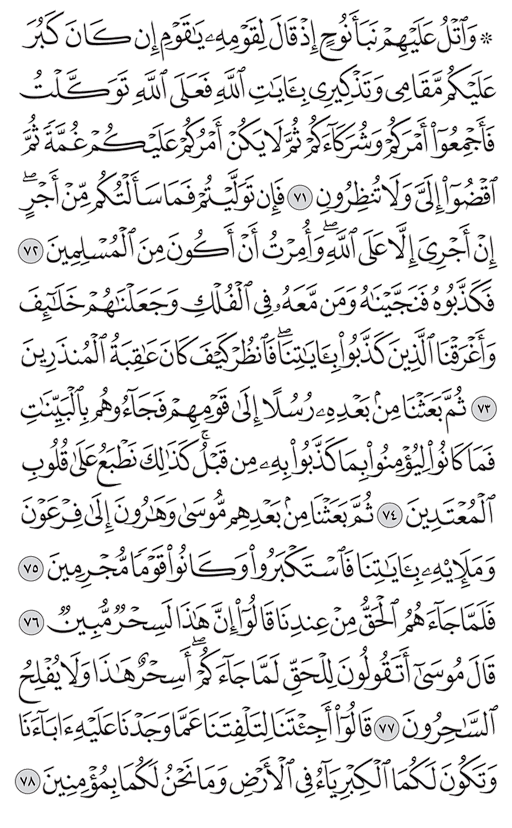 ۞ وَٱتۡلُ عَلَيۡهِمۡ نَبَأَ نُوحٍ إِذۡ قَالَ لِقَوۡمِهِۦ يَٰقَوۡمِ إِن كَانَ كَبُرَ
عَلَيۡكُم مَّقَامِي وَتَذۡكِيرِي بِـَٔايَٰتِ ٱللَّهِ فَعَلَى ٱللَّهِ تَوَكَّلۡتُ
فَأَجۡمِعُوٓاْ أَمۡرَكُمۡ وَشُرَكَآءَكُمۡ ثُمَّ لَا يَكُنۡ أَمۡرُكُمۡ عَلَيۡكُمۡ غُمَّةٗ ثُمَّ
ٱقۡضُوٓاْ إِلَيَّ وَلَا تُنظِرُونِ ٧١ فَإِن تَوَلَّيۡتُمۡ فَمَا سَأَلۡتُكُم مِّنۡ أَجۡرٍۖ
إِنۡ أَجۡرِيَ إِلَّا عَلَى ٱللَّهِۖ وَأُمِرۡتُ أَنۡ أَكُونَ مِنَ ٱلۡمُسۡلِمِينَ ٧٢
فَكَذَّبُوهُ فَنَجَّيۡنَٰهُ وَمَن مَّعَهُۥ فِي ٱلۡفُلۡكِ وَجَعَلۡنَٰهُمۡ خَلَٰٓئِفَ
وَأَغۡرَقۡنَا ٱلَّذِينَ كَذَّبُواْ بِـَٔايَٰتِنَاۖ فَٱنظُرۡ كَيۡفَ كَانَ عَٰقِبَةُ ٱلۡمُنذَرِينَ
٧٣ ثُمَّ بَعَثۡنَا مِنۢ بَعۡدِهِۦ رُسُلًا إِلَىٰ قَوۡمِهِمۡ فَجَآءُوهُم بِٱلۡبَيِّنَٰتِ
فَمَا كَانُواْ لِيُؤۡمِنُواْ بِمَا كَذَّبُواْ بِهِۦ مِن قَبۡلُۚ كَذَٰلِكَ نَطۡبَعُ عَلَىٰ قُلُوبِ
ٱلۡمُعۡتَدِينَ ٧٤ ثُمَّ بَعَثۡنَا مِنۢ بَعۡدِهِم مُّوسَىٰ وَهَٰرُونَ إِلَىٰ فِرۡعَوۡنَ
وَمَلَإِيْهِۦ بِـَٔايَٰتِنَا فَٱسۡتَكۡبَرُواْ وَكَانُواْ قَوۡمٗا مُّجۡرِمِينَ ٧٥
فَلَمَّا جَآءَهُمُ ٱلۡحَقُّ مِنۡ عِندِنَا قَالُوٓاْ إِنَّ هَٰذَا لَسِحۡرٞ مُّبِينٞ ٧٦
قَالَ مُوسَىٰٓ أَتَقُولُونَ لِلۡحَقِّ لَمَّا جَآءَكُمۡۖ أَسِحۡرٌ هَٰذَا وَلَا يُفۡلِحُ
ٱلسَّٰحِرُونَ ٧٧ قَالُوٓاْ أَجِئۡتَنَا لِتَلۡفِتَنَا عَمَّا وَجَدۡنَا عَلَيۡهِ ءَابَآءَنَا
وَتَكُونَ لَكُمَا ٱلۡكِبۡرِيَآءُ فِي ٱلۡأَرۡضِ وَمَا نَحۡنُ لَكُمَا بِمُؤۡمِنِينَ ٧٨